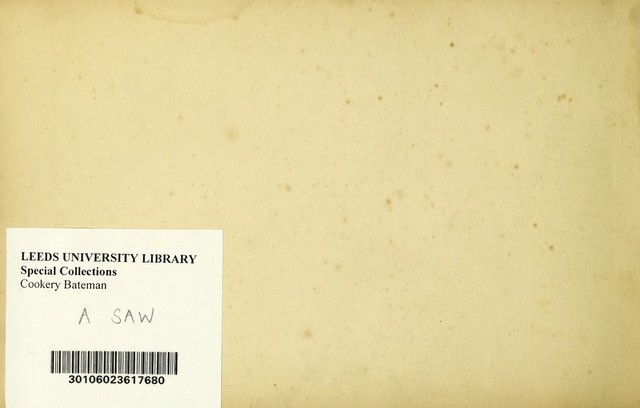 LEEDS UNIVERSITY LIBRARY
Special Collections
Cookery Bateman
A SAW
30106023617680